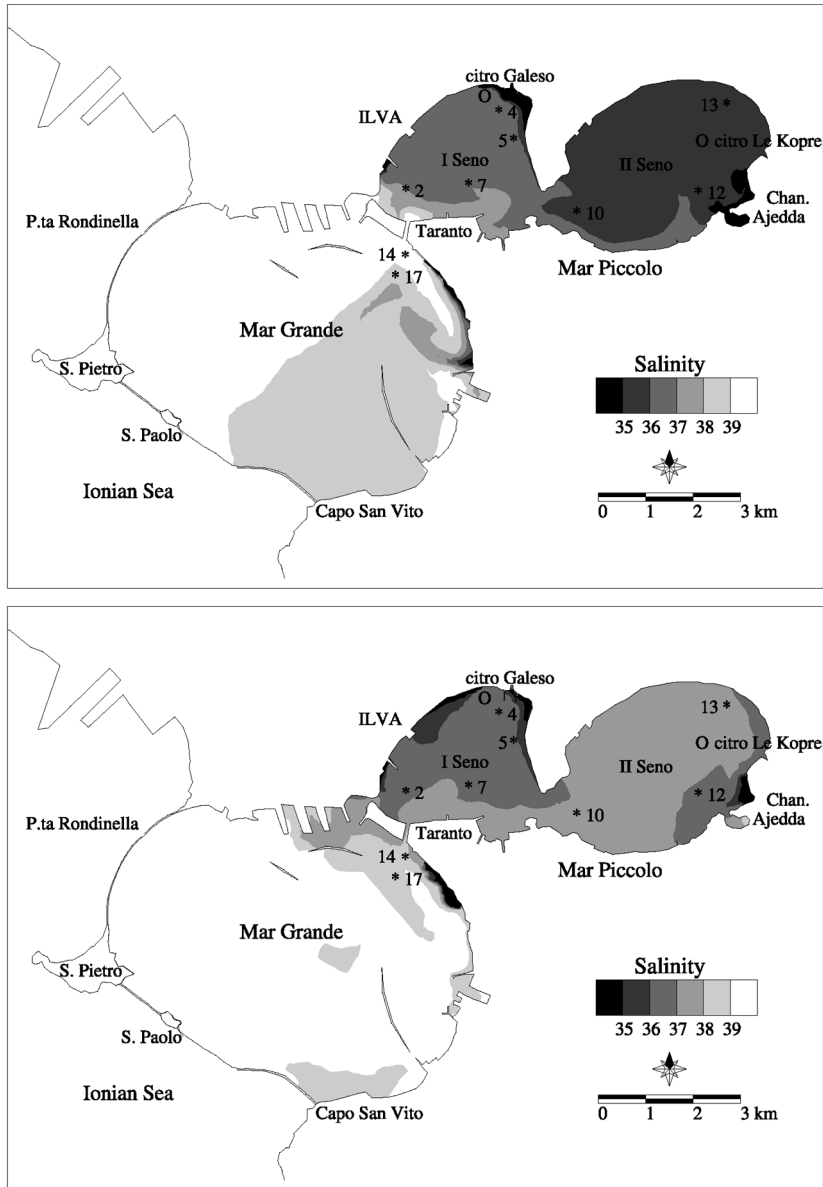 citro Galeso
O
* 4
13 *
ILVA
5 *
O citro Le Kopre
I Seno
II Seno
* 2
* 7
* 12
Chan.
Ajedda
* 10
P.ta Rondinella
Taranto
14 *
* 17
Mar Piccolo
Mar Grande
S. Pietro
Salinity
35 36 37 38 39
S. Paolo
Ionian Sea
Capo San Vito
0 1 2 3 km
citro Galeso
O
* 4
13 *
ILVA
5 *
O citro Le Kopre
I Seno
II Seno
* 2
* 7
* 12
Chan.
Ajedda
* 10
P.ta Rondinella
Taranto
14 *
* 17
Mar Piccolo
Mar Grande
S. Pietro
Salinity
35 36 37 38 39
S. Paolo
Ionian Sea
Capo San Vito
0 1 2 3 km